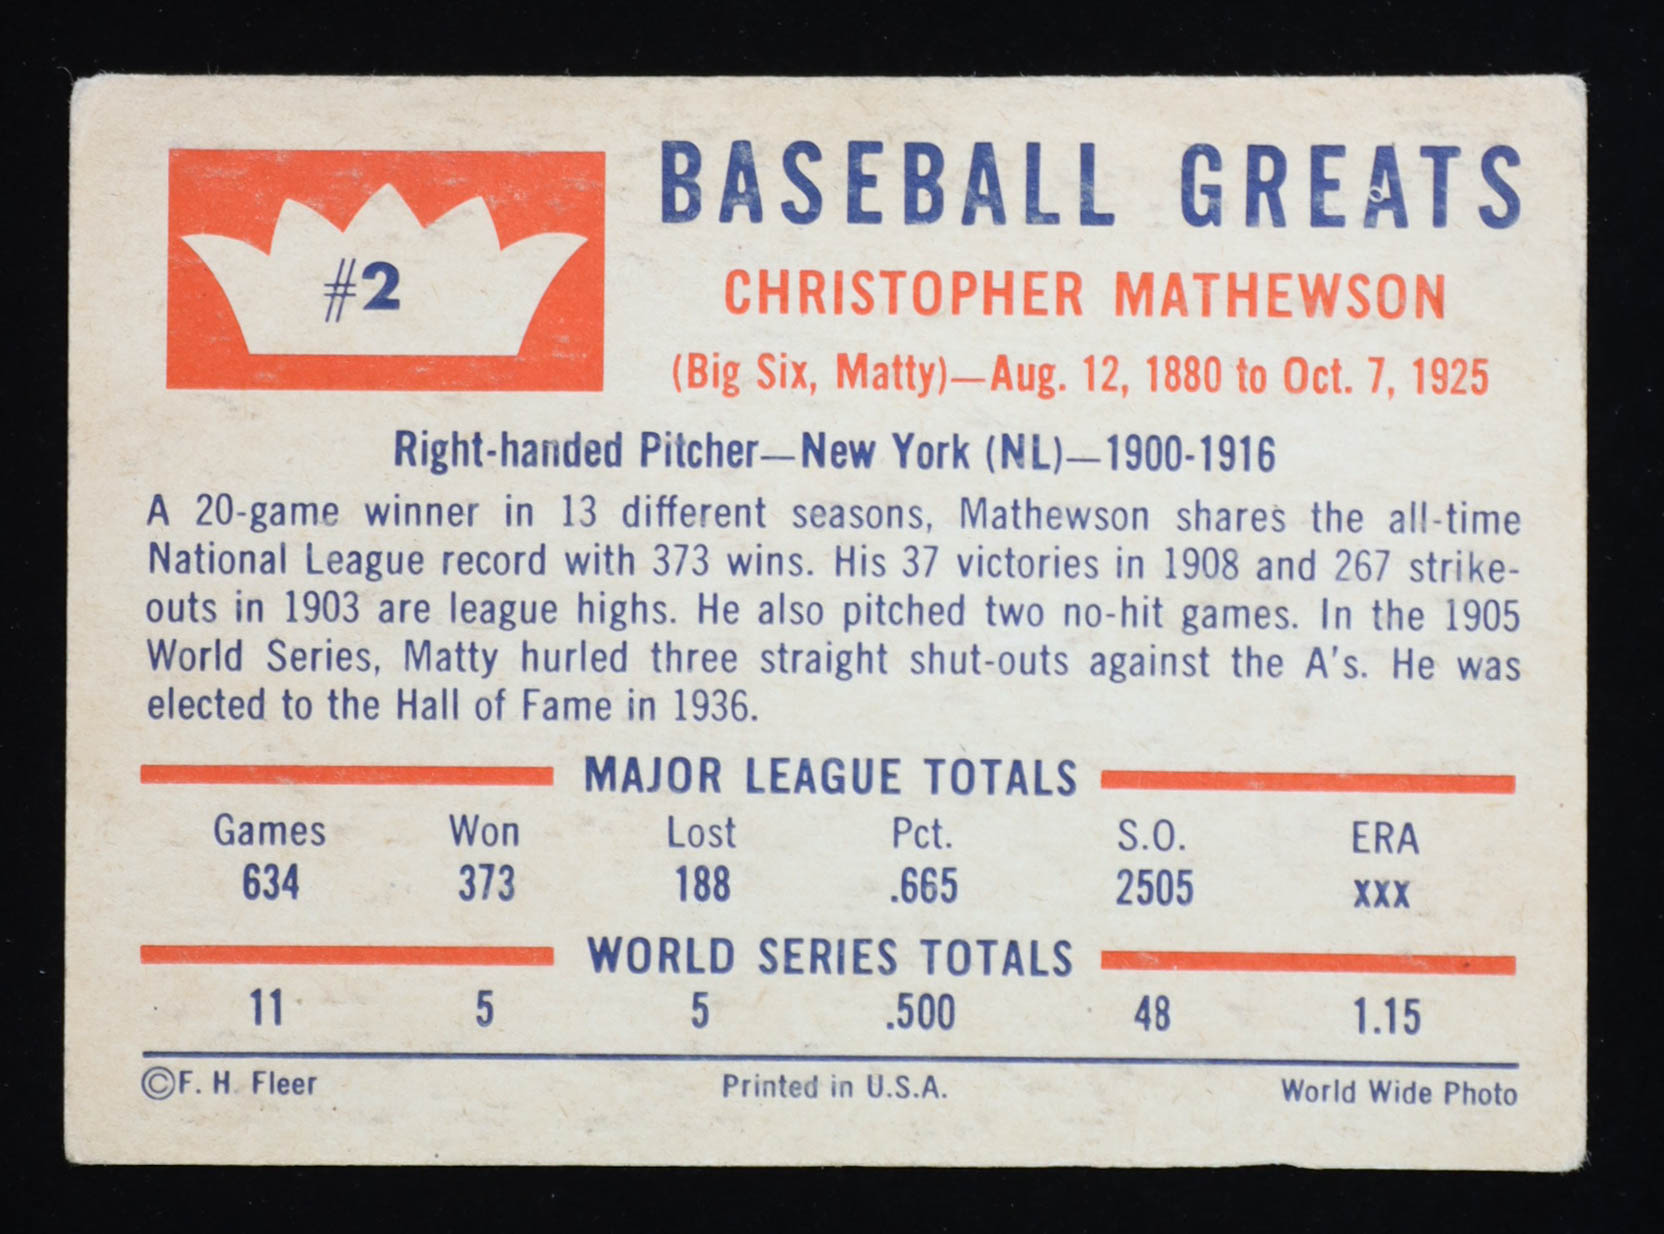 #2
BASEBALL GREATS
CHRISTOPHER MATHEWSON
(Big Six, Matty)—Aug. 12, 1880 to Oct. 7, 1925
Right-handed Pitcher—New York (NL)—1900-1916
A 20-game winner in 13 different seasons, Mathewson shares the all-time
National League record with 373 wins. His 37 victories in 1908 and 267 strike-
outs in 1903 are league highs. He also pitched two no-hit games. In the 1905
World Series, Matty hurled three straight shut-outs against the A's. He was
elected to the Hall of Fame in 1936.
MAJOR LEAGUE TOTALS
Games Won Lost Pct. S.O. ERA
634 373 188 .665 2505 xxx
WORLD SERIES TOTALS
11 5 5 .500 48 1.15
©F. H. Fleer Printed in U.S.A. World Wide Photo